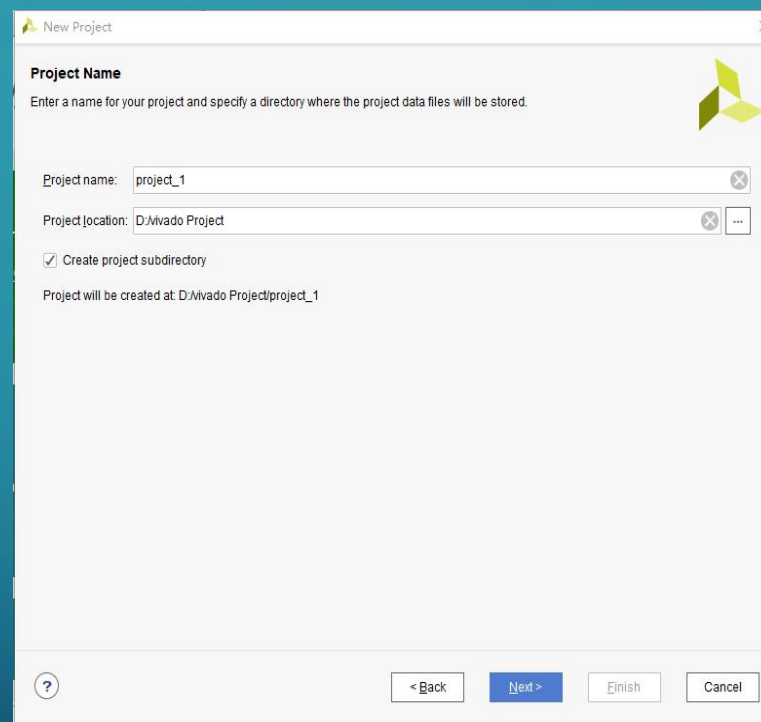 New Project
Project Name
Enter a name for your project and specify a directory where the project data files will be stored.
Project name: project_1
Project location: D:/vivado Project
...
Create project subdirectory
Project will be created at: D:/vivado Project/project_1
?
< Back Next > Finish Cancel